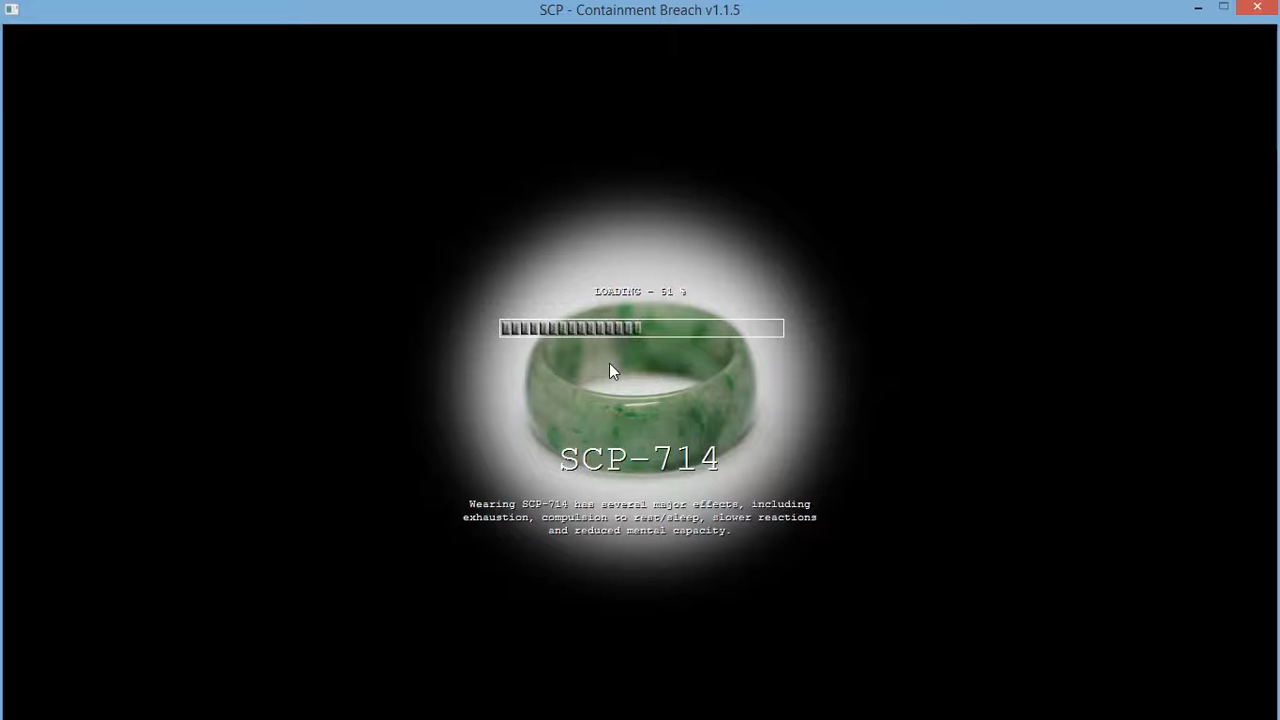 SCP - Containment Breach v1.1.5
LOADING - 51 %
SCP-714
Wearing SCP-714 has several major effects, including
exhaustion, compulsion to rest/sleep, slower reactions
and reduced mental capacity.